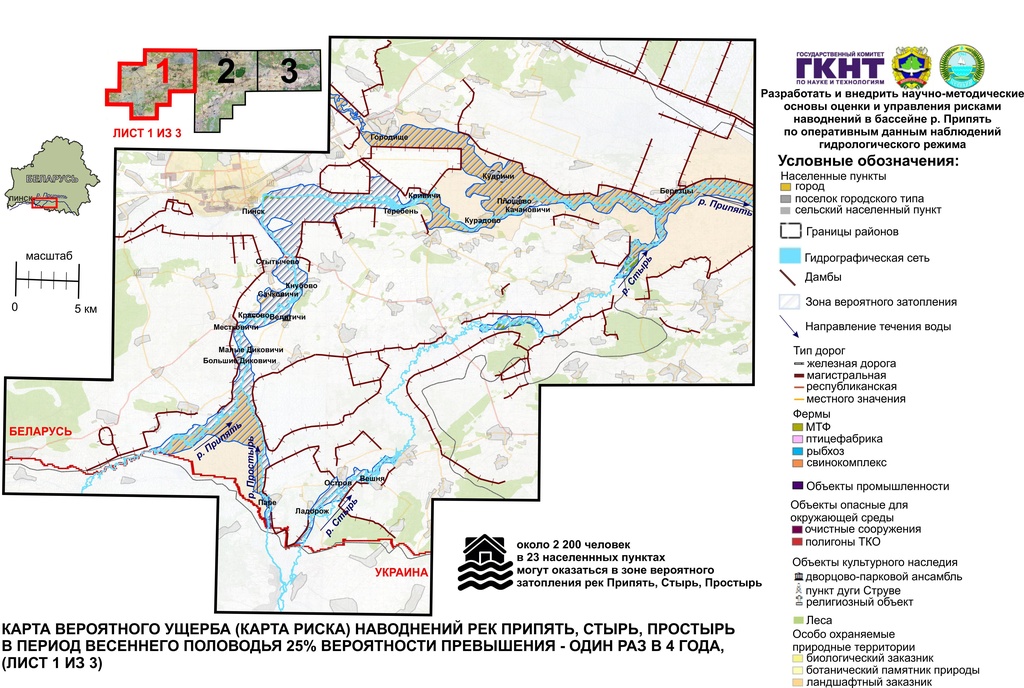 1
2
3
ЛИСТ 1 ИЗ 3
БЕЛАРУСЬ
ПИНСК
масштаб
0
5 км
ГОСУДАРСТВЕННЫЙ КОМИТЕТ
ГКНТ
ПО НАУКЕ И ТЕХНОЛОГИЯМ
Разработать и внедрить научно-методические
основы оценки и управления рисками
наводнений в бассейне р. Припять
по оперативным данным наблюдений
гидрологического режима
Городище
Кудричи
Кривичи
Теребень
Площево
Качановичи
Курадово
Березцы
р. Припять
Пинск
р. Стырь
Стытычево
Кнубово
Сачковичи
Красово
Велятичи
Местковичи
Малые Диковичи
Большие Диковичи
БЕЛАРУСЬ
р. Припять
р. Простырь
Паре
Остров
Вешня
Ладорож
р. Стырь
УКРАИНА
Условные обозначения:
Населенные пункты
город
поселок городского типа
сельский населенный пункт
Границы районов
Гидрографическая сеть
Дамбы
Зона вероятного затопления
Направление течения воды
Тип дорог
железная дорога
магистральная
республиканская
местного значения
Фермы
МТФ
птицефабрика
рыбхоз
свинокомплекс
Объекты промышленности
Объекты опасные для
окружающей среды
очистные сооружения
полигоны ТКО
Объекты культурного наследия
дворцово-парковой ансамбль
пункт дуги Струве
религиозный объект
Леса
Особо охраняемые
природные территории
биологический заказник
ботанический памятник природы
ландшафтный заказник
около 2 200 человек
в 23 населеннных пунктах
могут оказаться в зоне вероятного
затопления рек Припять, Стырь, Простырь
КАРТА ВЕРОЯТНОГО УЩЕРБА (КАРТА РИСКА) НАВОДНЕНИЙ РЕК ПРИПЯТЬ, СТЫРЬ, ПРОСТЫРЬ
В ПЕРИОД ВЕСЕННЕГО ПОЛОВОДЬЯ 25% ВЕРОЯТНОСТИ ПРЕВЫШЕНИЯ - ОДИН РАЗ В 4 ГОДА,
(ЛИСТ 1 ИЗ 3)